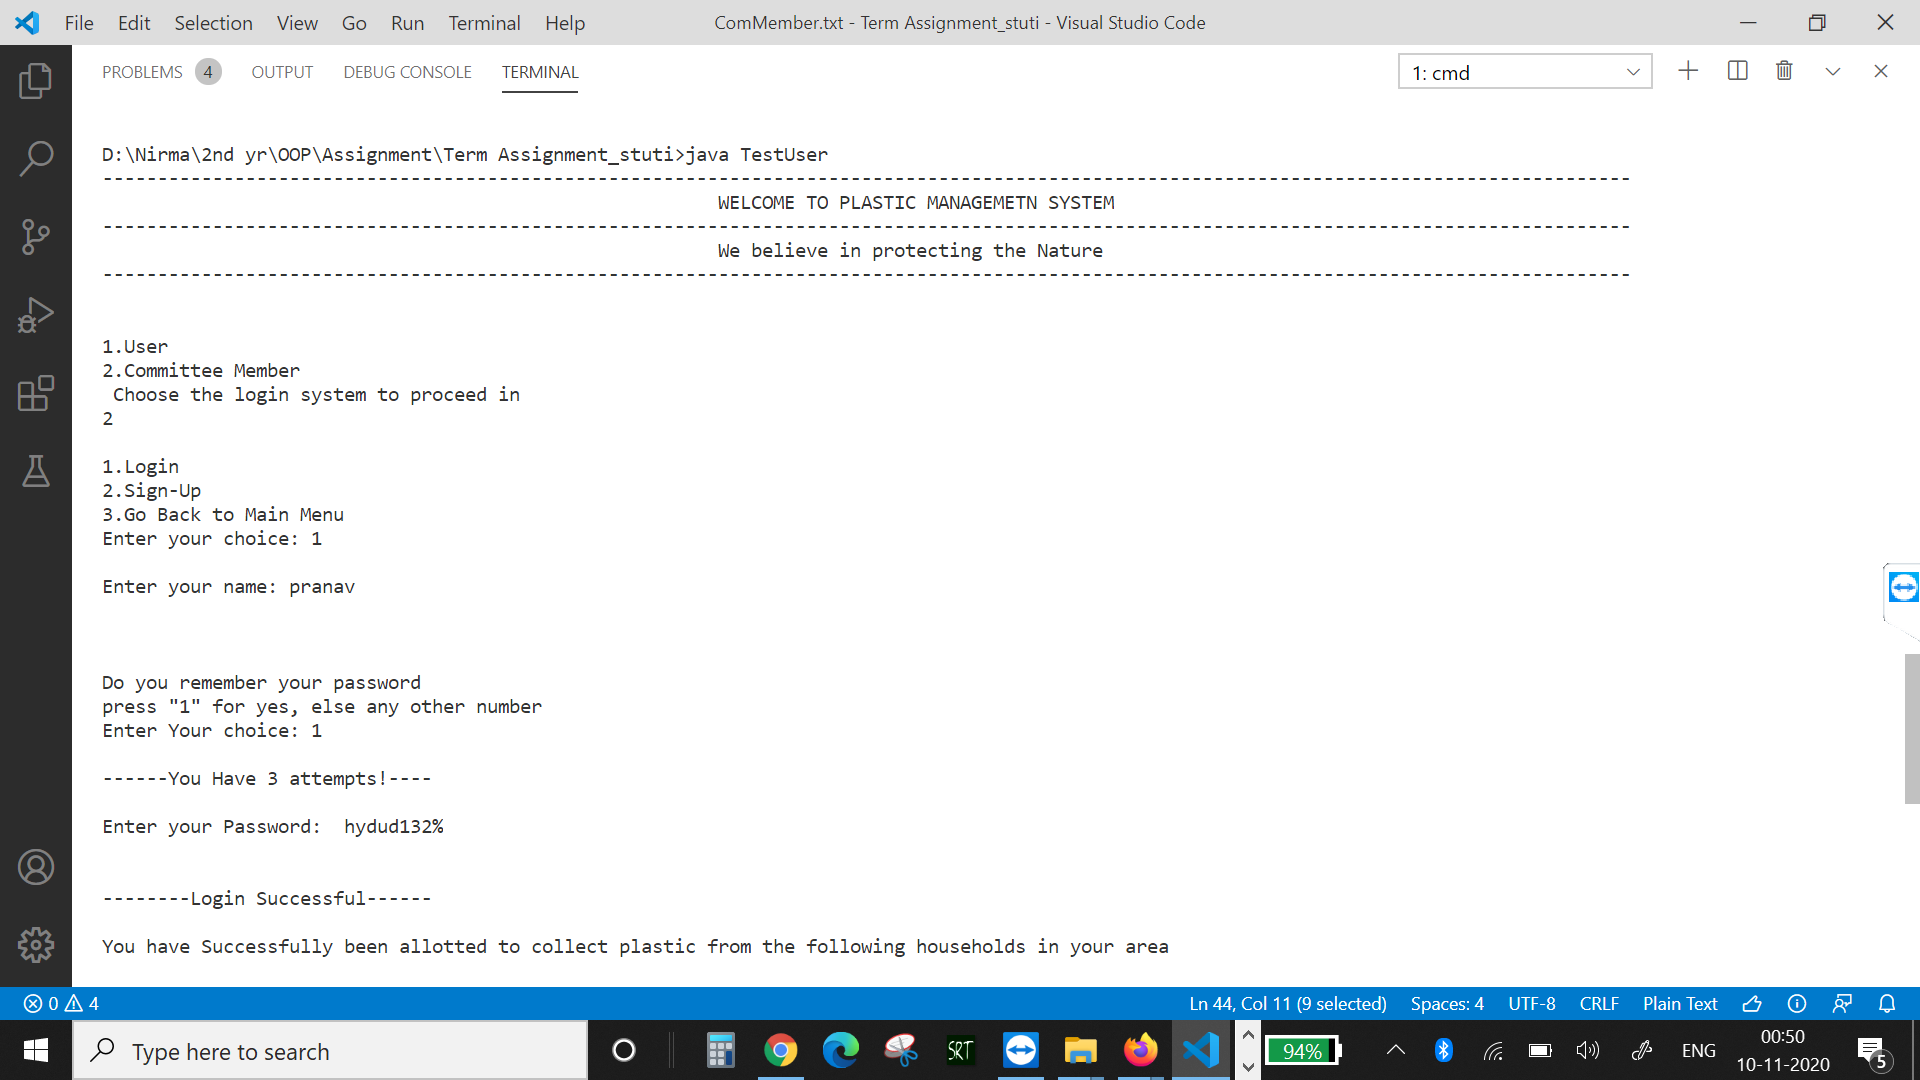 File Edit Selection View Go Run Terminal Help ComMember.txt - Term Assignment_stuti - Visual Studio Code
PROBLEMS 4 OUTPUT DEBUG CONSOLE TERMINAL 1: cmd
D:\Nirma\2nd yr\OOP\Assignment\Term Assignment_stuti>java TestUser
-------------------------------------------------------------------------------------------------------------------------------------------
WELCOME TO PLASTIC MANAGEMETN SYSTEM
-------------------------------------------------------------------------------------------------------------------------------------------
We believe in protecting the Nature
-------------------------------------------------------------------------------------------------------------------------------------------
1.User
2.Committee Member
Choose the login system to proceed in
2
1.Login
2.Sign-Up
3.Go Back to Main Menu
Enter your choice: 1
Enter your name: pranav
Do you remember your password
press "1" for yes, else any other number
Enter Your choice: 1
------You Have 3 attempts!----
Enter your Password:  hydud132%
--------Login Successful------
You have Successfully been allotted to collect plastic from the following households in your area
0 4 Ln 44, Col 11 (9 selected) Spaces: 4 UTF-8 CRLF Plain Text
Type here to search SRT 94% ENG 00:50
10-11-2020 5